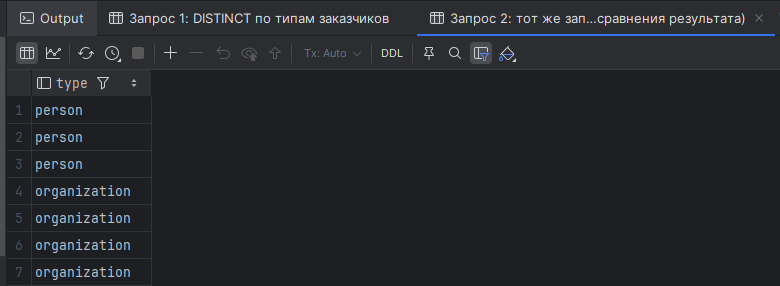 Output Запрос 1: DISTINCT по типам заказчиков Запрос 2: тот же зап...сравнения результата)
Tx: Auto DDL
type
1 person
2 person
3 person
4 organization
5 organization
6 organization
7 organization